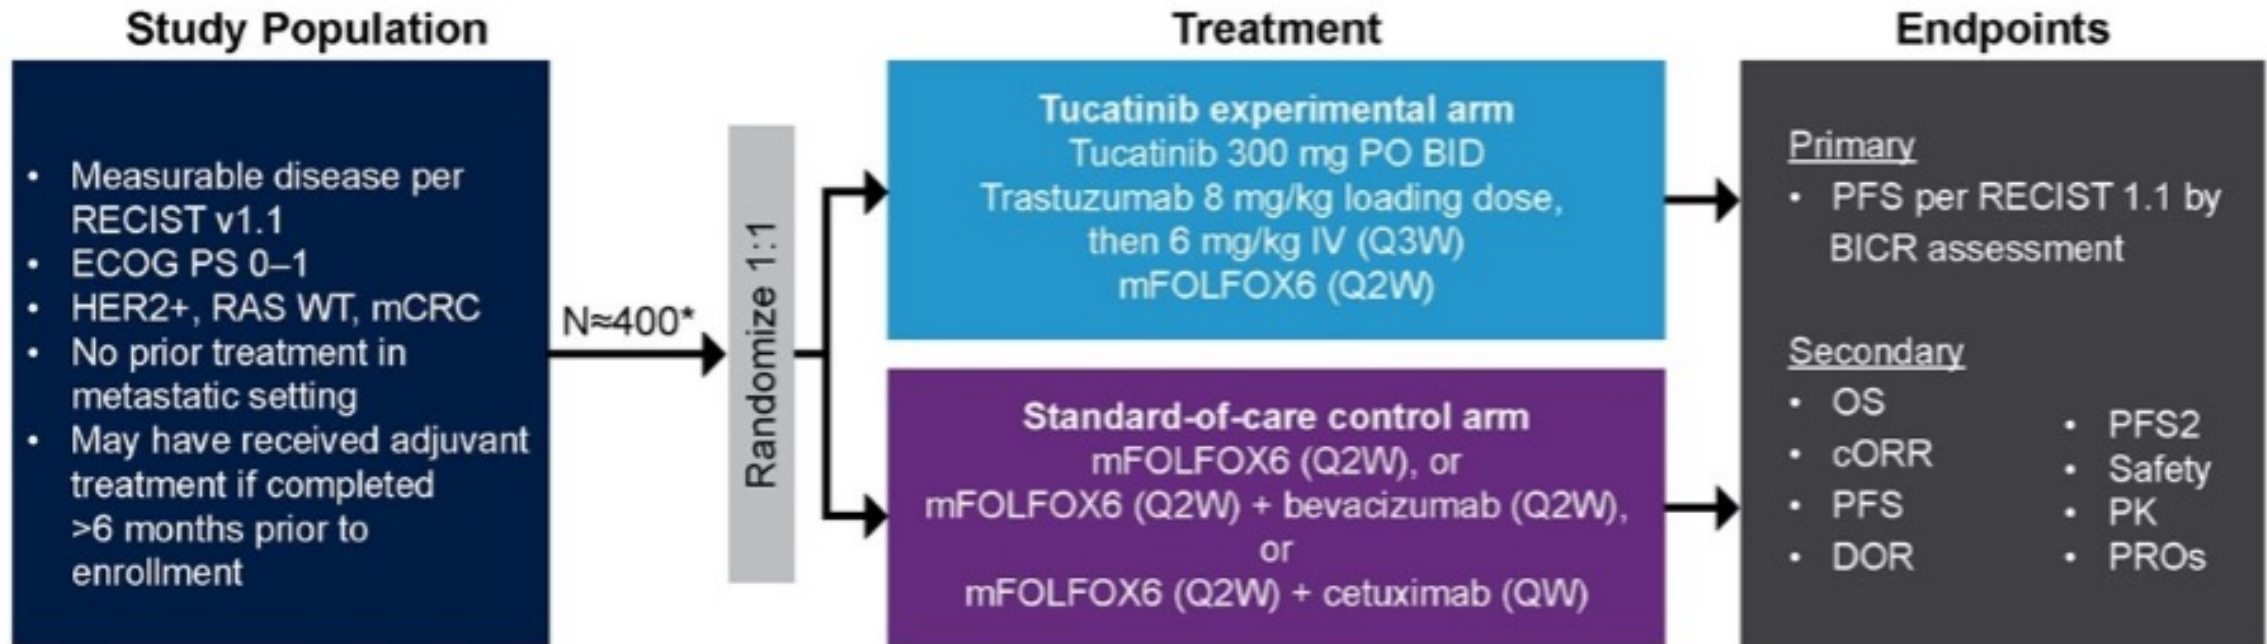 Study Population
• Measurable disease per
RECIST v1.1
• ECOG PS 0–1
• HER2+, RAS WT, mCRC
• No prior treatment in
metastatic setting
• May have received adjuvant
treatment if completed
>6 months prior to
enrollment
N≈400*
Randomize 1:1
Treatment
Tucatinib experimental arm
Tucatinib 300 mg PO BID
Trastuzumab 8 mg/kg loading dose,
then 6 mg/kg IV (Q3W)
mFOLFOX6 (Q2W)
Standard-of-care control arm
mFOLFOX6 (Q2W), or
mFOLFOX6 (Q2W) + bevacizumab (Q2W),
or
mFOLFOX6 (Q2W) + cetuximab (QW)
Endpoints
Primary
• PFS per RECIST 1.1 by
BICR assessment
Secondary
• OS
• cORR
• PFS
• DOR
• PFS2
• Safety
• PK
• PROs